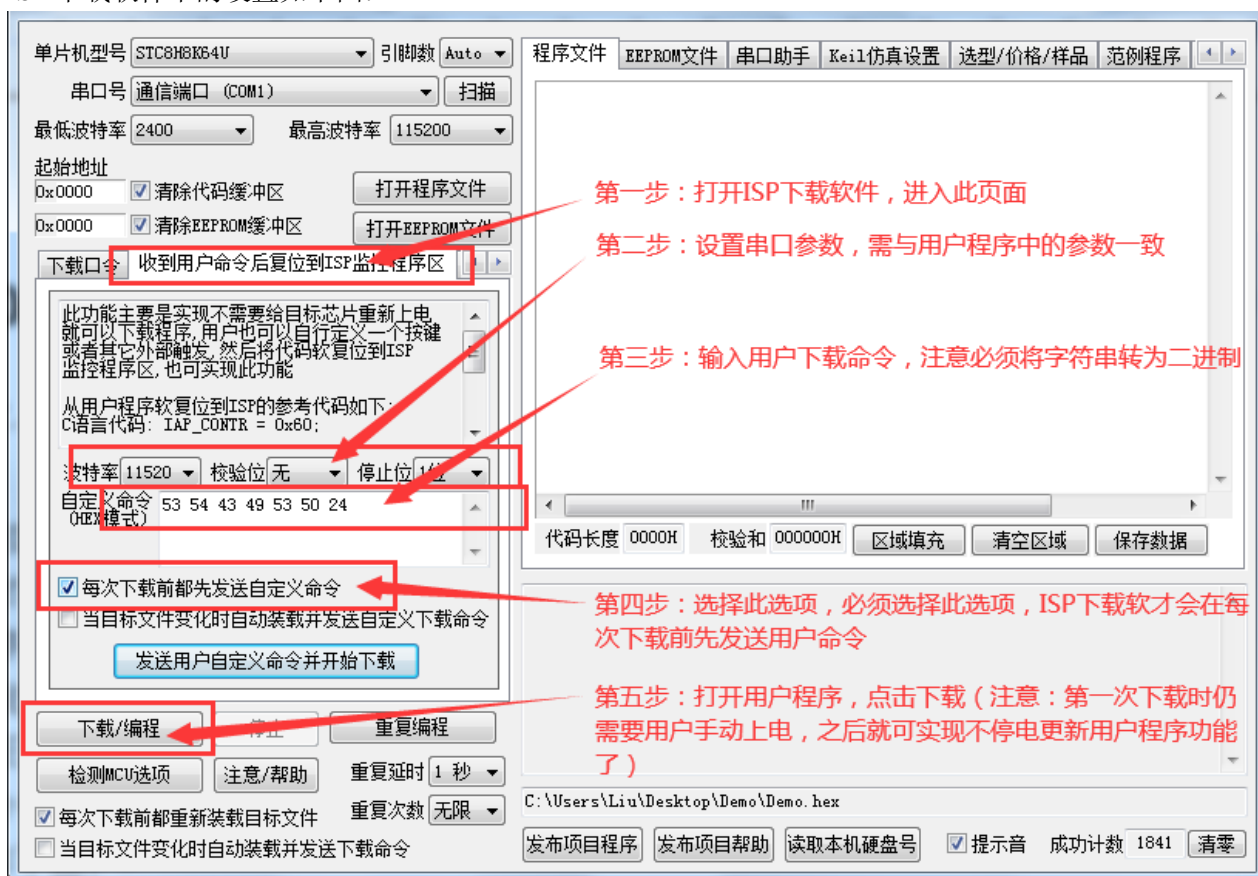 单片机型号 STC8H8K64U 引脚数 Auto
串口号 通信端口 (COM1) 扫描
最低波特率 2400 最高波特率 115200
起始地址
0x0000 清除代码缓冲区 打开程序文件
0x0000 清除EEPROM缓冲区 打开EEPROM文件
下载口令 收到用户命令后复位到ISP监控程序区
此功能主要是实现不需要给目标芯片重新上电
就可以下载程序,用户也可以自行定义一个按键
或者其它外部触发,然后将代码软复位到ISP
监控程序区,也可实现此功能
从用户程序软复位到ISP的参考代码如下:
C语言代码: IAP_CONTR = 0x60;
波特率 11520 校验位 无 停止位 1位
自定义命令 53 54 43 49 53 50 24
(HEX模式)
每次下载前都先发送自定义命令
当目标文件变化时自动装载并发送自定义下载命令
发送用户自定义命令并开始下载
下载/编程 停止 重复编程
检测MCU选项 注意/帮助 重复延时 1 秒
每次下载前都重新装载目标文件 重复次数 无限
当目标文件变化时自动装载并发送下载命令
程序文件 EEPROM文件 串口助手 Keil仿真设置 选型/价格/样品 范例程序
第一步：打开ISP下载软件，进入此页面
第二步：设置串口参数，需与用户程序中的参数一致
第三步：输入用户下载命令，注意必须将字符串转为二进制
代码长度 0000H 校验和 000000H 区域填充 清空区域 保存数据
第四步：选择此选项，必须选择此选项，ISP下载软才会在每
次下载前先发送用户命令
第五步：打开用户程序，点击下载（注意：第一次下载时仍
需要用户手动上电，之后就可实现不停电更新用户程序功能
了）
C:\Users\Liu\Desktop\Demo\Demo.hex
发布项目程序 发布项目帮助 读取本机硬盘号 提示音 成功计数 1841 清零